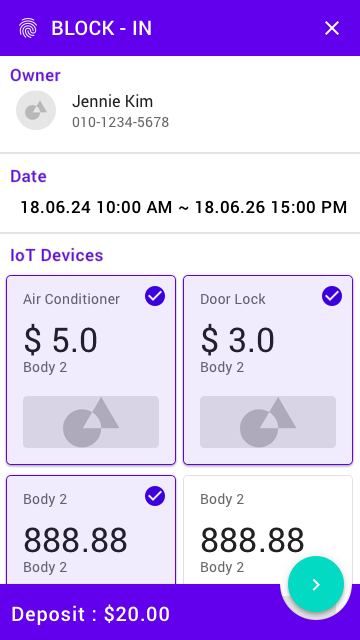 BLOCK - IN
Owner
Jennie Kim
010-1234-5678
Date
18.06.24 10:00 AM ~ 18.06.26 15:00 PM
IoT Devices
Air Conditioner
$ 5.0
Body 2
Door Lock
$ 3.0
Body 2
Body 2
888.88
Body 2
Body 2
888.88
Body 2
Deposit : $20.00